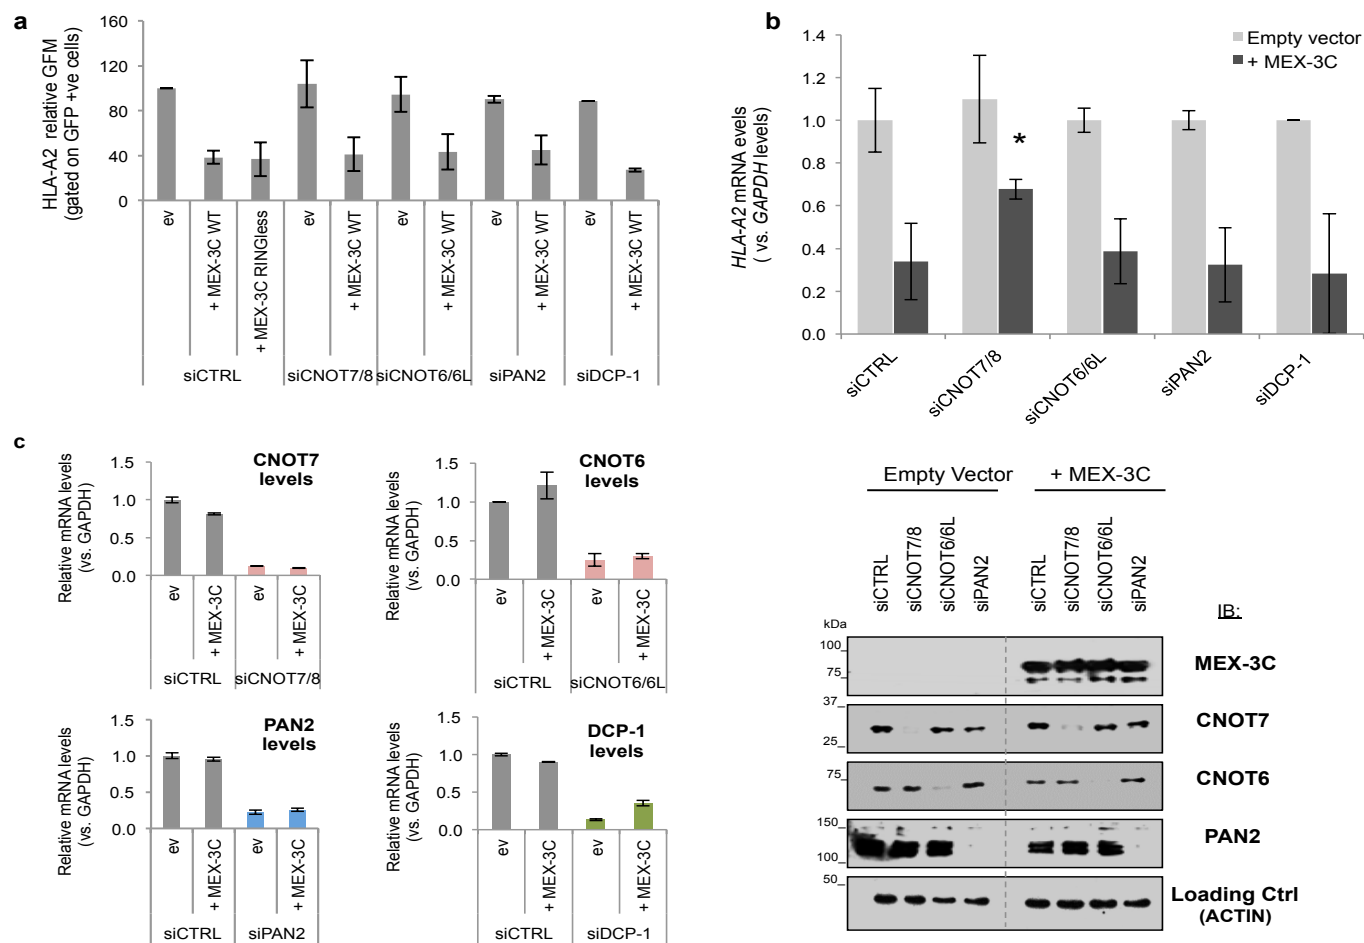 a
HLA-A2 relative GFM
(gated on GFP +ve cells)
160
120
80
40
0
ev
+ MEX-3C WT
+ MEX-3C RINGless
ev
+ MEX-3C WT
ev
+ MEX-3C WT
ev
+ MEX-3C WT
ev
+ MEX-3C WT
siCTRL
siCNOT7/8
siCNOT6/6L
siPAN2
siDCP-1
b
HLA-A2 mRNA evels
( vs. GAPDH levels)
1.4
1.2
1.0
0.8
0.6
0.4
0.2
0.0
Empty vector
+ MEX-3C
*
siCTRL
siCNOT7/8
siCNOT6/6L
siPAN2
siDCP-1
c
Relative mRNA levels
(vs. GAPDH)
1.5
1.0
0.5
0.0
CNOT7
levels
ev
+ MEX-3C
ev
+ MEX-3C
siCTRL
siCNOT7/8
Relative mRNA levels
(vs. GAPDH)
1.5
1.0
0.5
0.0
CNOT6
levels
ev
+ MEX-3C
ev
+ MEX-3C
siCTRL
siCNOT6/6L
Relative mRNA levels
(vs. GAPDH)
1.5
1.0
0.5
0.0
PAN2
levels
ev
+ MEX-3C
ev
+ MEX-3C
siCTRL
siPAN2
Relative mRNA levels
(vs. GAPDH)
1.5
1.0
0.5
0.0
DCP-1
levels
ev
+ MEX-3C
ev
+ MEX-3C
siCTRL
siDCP-1
Empty Vector
+ MEX-3C
siCTRL
siCNOT7/8
siCNOT6/6L
siPAN2
siCTRL
siCNOT7/8
siCNOT6/6L
siPAN2
IB:
kDa
100
75
MEX-3C
37
25
CNOT7
75
CNOT6
150
100
PAN2
50
Loading Ctrl
(ACTIN)